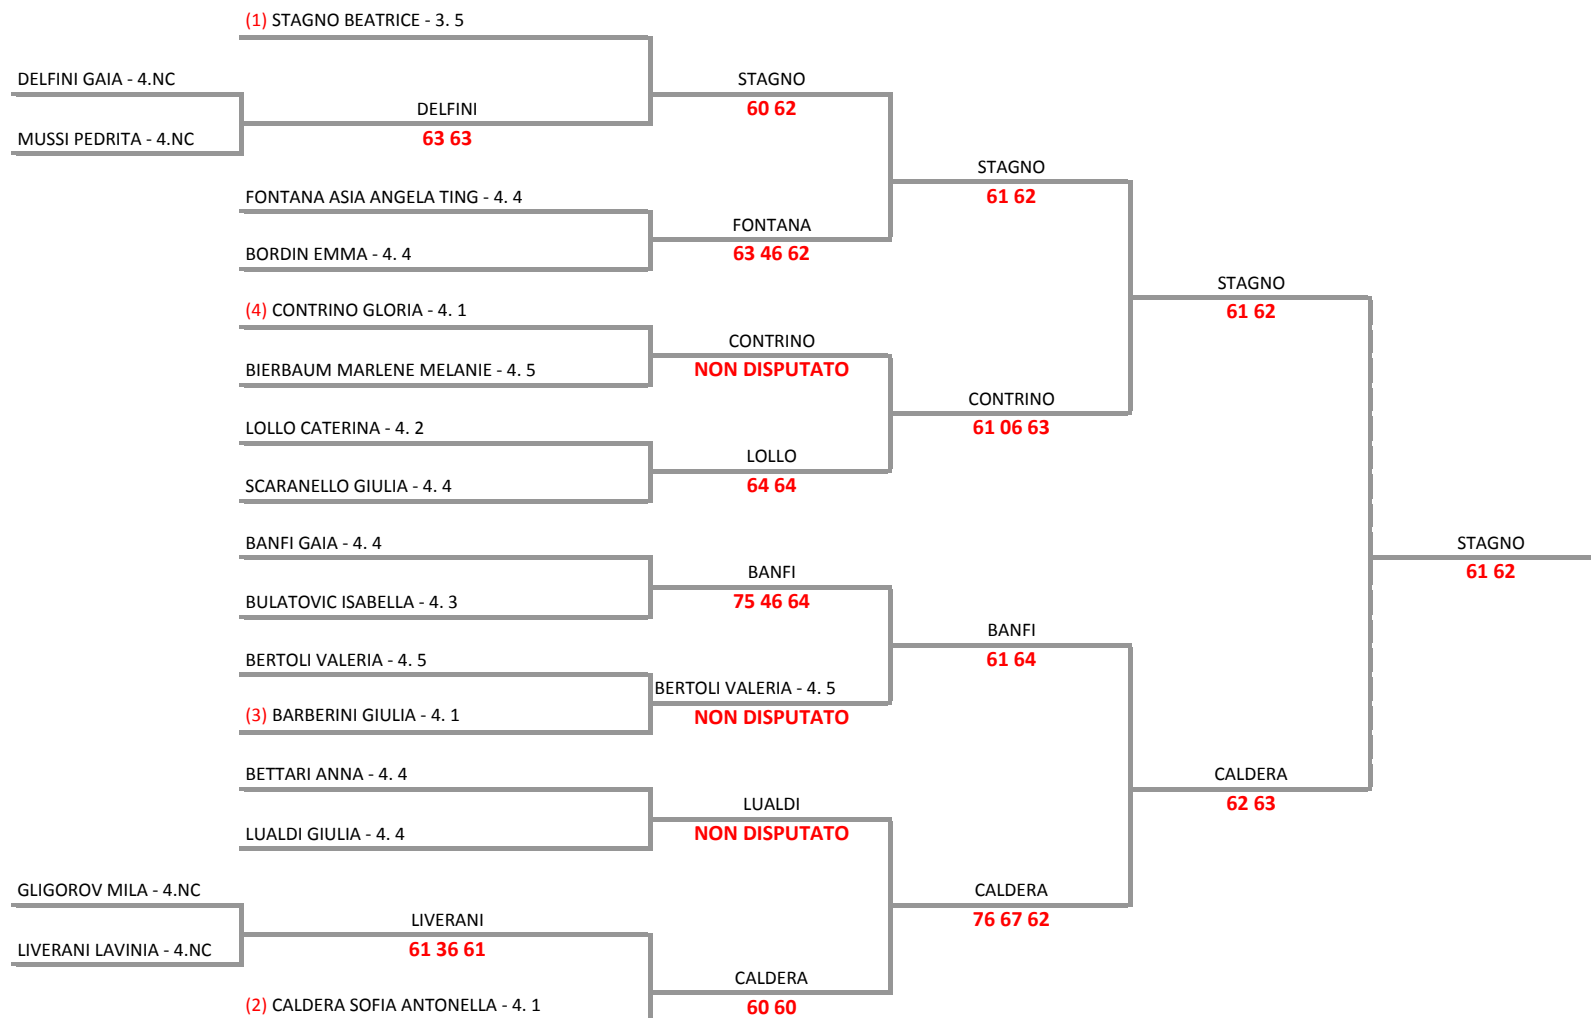 (1) STAGNO BEATRICE - 3. 5
DELFINI GAIA - 4.NC
STAGNO
60 62
DELFINI
63 63
MUSSI PEDRITA - 4.NC
STAGNO
61 62
FONTANA ASIA ANGELA TING - 4. 4
FONTANA
63 46 62
BORDIN EMMA - 4. 4
STAGNO
61 62
(4) CONTRINO GLORIA - 4. 1
CONTRINO
NON DISPUTATO
BIERBAUM MARLENE MELANIE - 4. 5
CONTRINO
61 06 63
LOLLO CATERINA - 4. 2
LOLLO
64 64
SCARANELLO GIULIA - 4. 4
BANFI GAIA - 4. 4
STAGNO
61 62
BANFI
75 46 64
BULATOVIC ISABELLA - 4. 3
BANFI
61 64
BERTOLI VALERIA - 4. 5
BERTOLI VALERIA - 4. 5
NON DISPUTATO
(3) BARBERINI GIULIA - 4. 1
BETTARI ANNA - 4. 4
CALDERA
62 63
LUALDI
NON DISPUTATO
LUALDI GIULIA - 4. 4
GLIGOROV MILA - 4.NC
CALDERA
76 67 62
LIVERANI
61 36 61
LIVERANI LAVINIA - 4.NC
CALDERA
60 60
(2) CALDERA SOFIA ANTONELLA - 4. 1